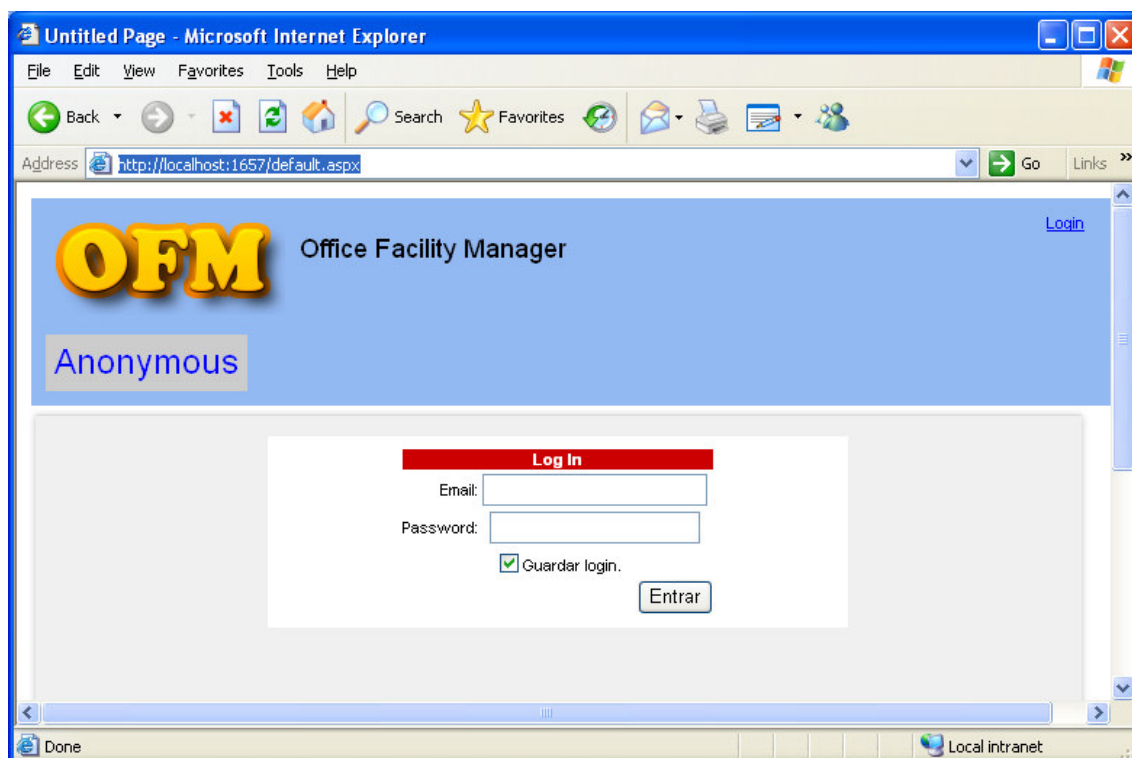 Untitled Page - Microsoft Internet Explorer
File Edit View Favorites Tools Help
Back Search Favorites
Address http://localhost:1657/default.aspx Go Links »
Login
OFM Office Facility Manager
Anonymous
Log In
Email:
Password:
Guardar login.
Entrar
Done Local intranet